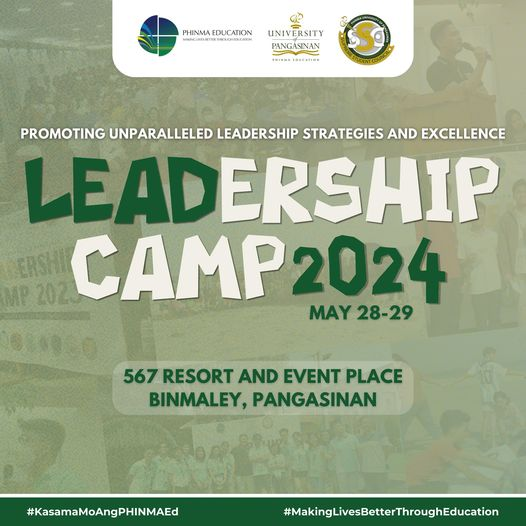 PHINMA EDUCATION
MAKING LIVES BETTER THROUGH EDUCATION
UNIVERSITY
of
PANGASINAN
PHINMA EDUCATION
PROMOTING UNPARALLELED LEADERSHIP STRATEGIES AND EXCELLENCE
LEADERSHIP
CAMP 2024
MAY 28-29
567 RESORT AND EVENT PLACE
BINMALEY, PANGASINAN
#KasamaMoAngPHINMAEd
#MakingLivesBetterThroughEducation